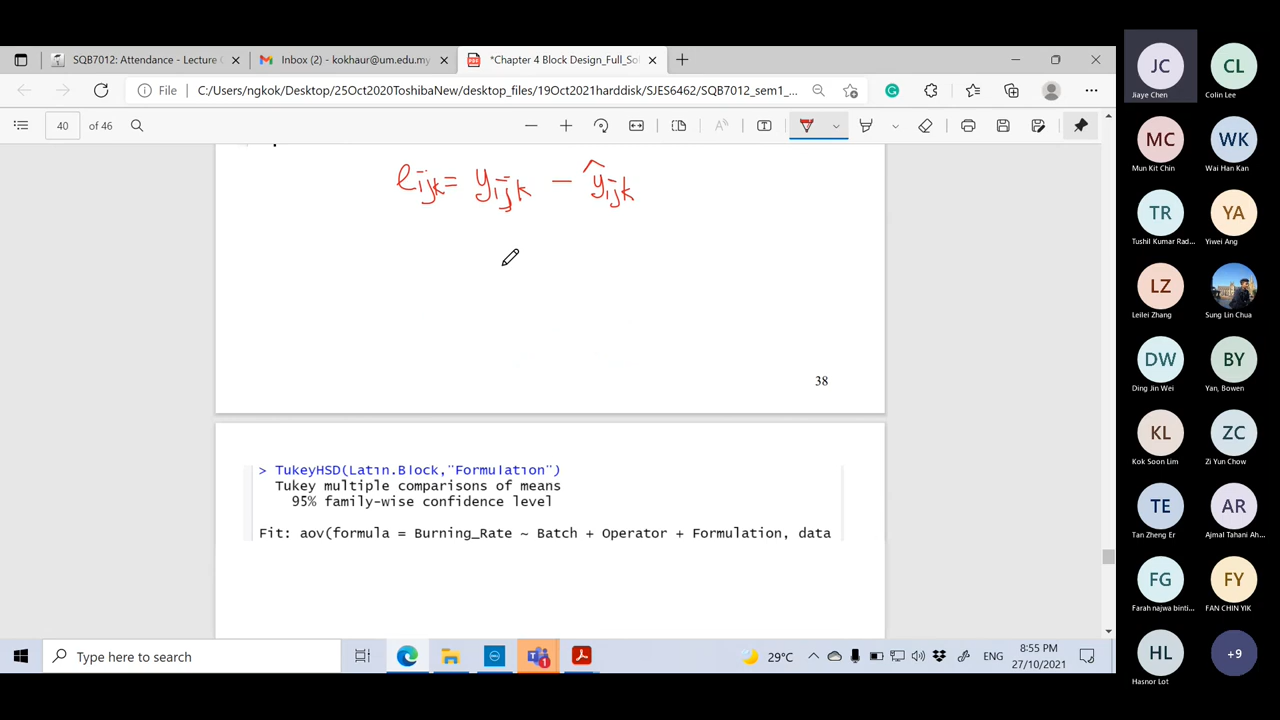 SQB7012: Attendance - Lecture C
Inbox (-) - kokhaur@um.edu.my
*Chapter 4 Block Design_Full_So
File
C:/Users/ngkok/Desktop/25Oct2020ToshibaNew/desktop_files/19Oct2021harddisk/SJES6462/SQB7012_sem1_...
40 of 46
e_ijk = y_ijk - ŷ_ijk
38
> TukeyHSD(Latin.Block,"Formulation")
Tukey multiple comparisons of means
95% family-wise confidence level
Fit: aov(formula = Burning_Rate ~ Batch + Operator + Formulation, data
Type here to search
29°C
ENG
8:55 PM
27/10/2021
JC
Jiaye Chen
CL
Colin Lee
MC
Mun Kit Chin
WK
Wai Han Kan
TR
Tushil Kumar Rad...
YA
Yiwei Ang
LZ
Leilei Zhang
Sung Lin Chua
DW
Ding Jin Wei
BY
Yan, Bowen
KL
Kok Soon Lim
ZC
Zi Yun Chow
TE
Tan Zheng Er
AR
Ajmal Tahani Ah...
FG
Farah najwa binti...
FY
FAN CHIN YIK
HL
Hasnor Lot
+9